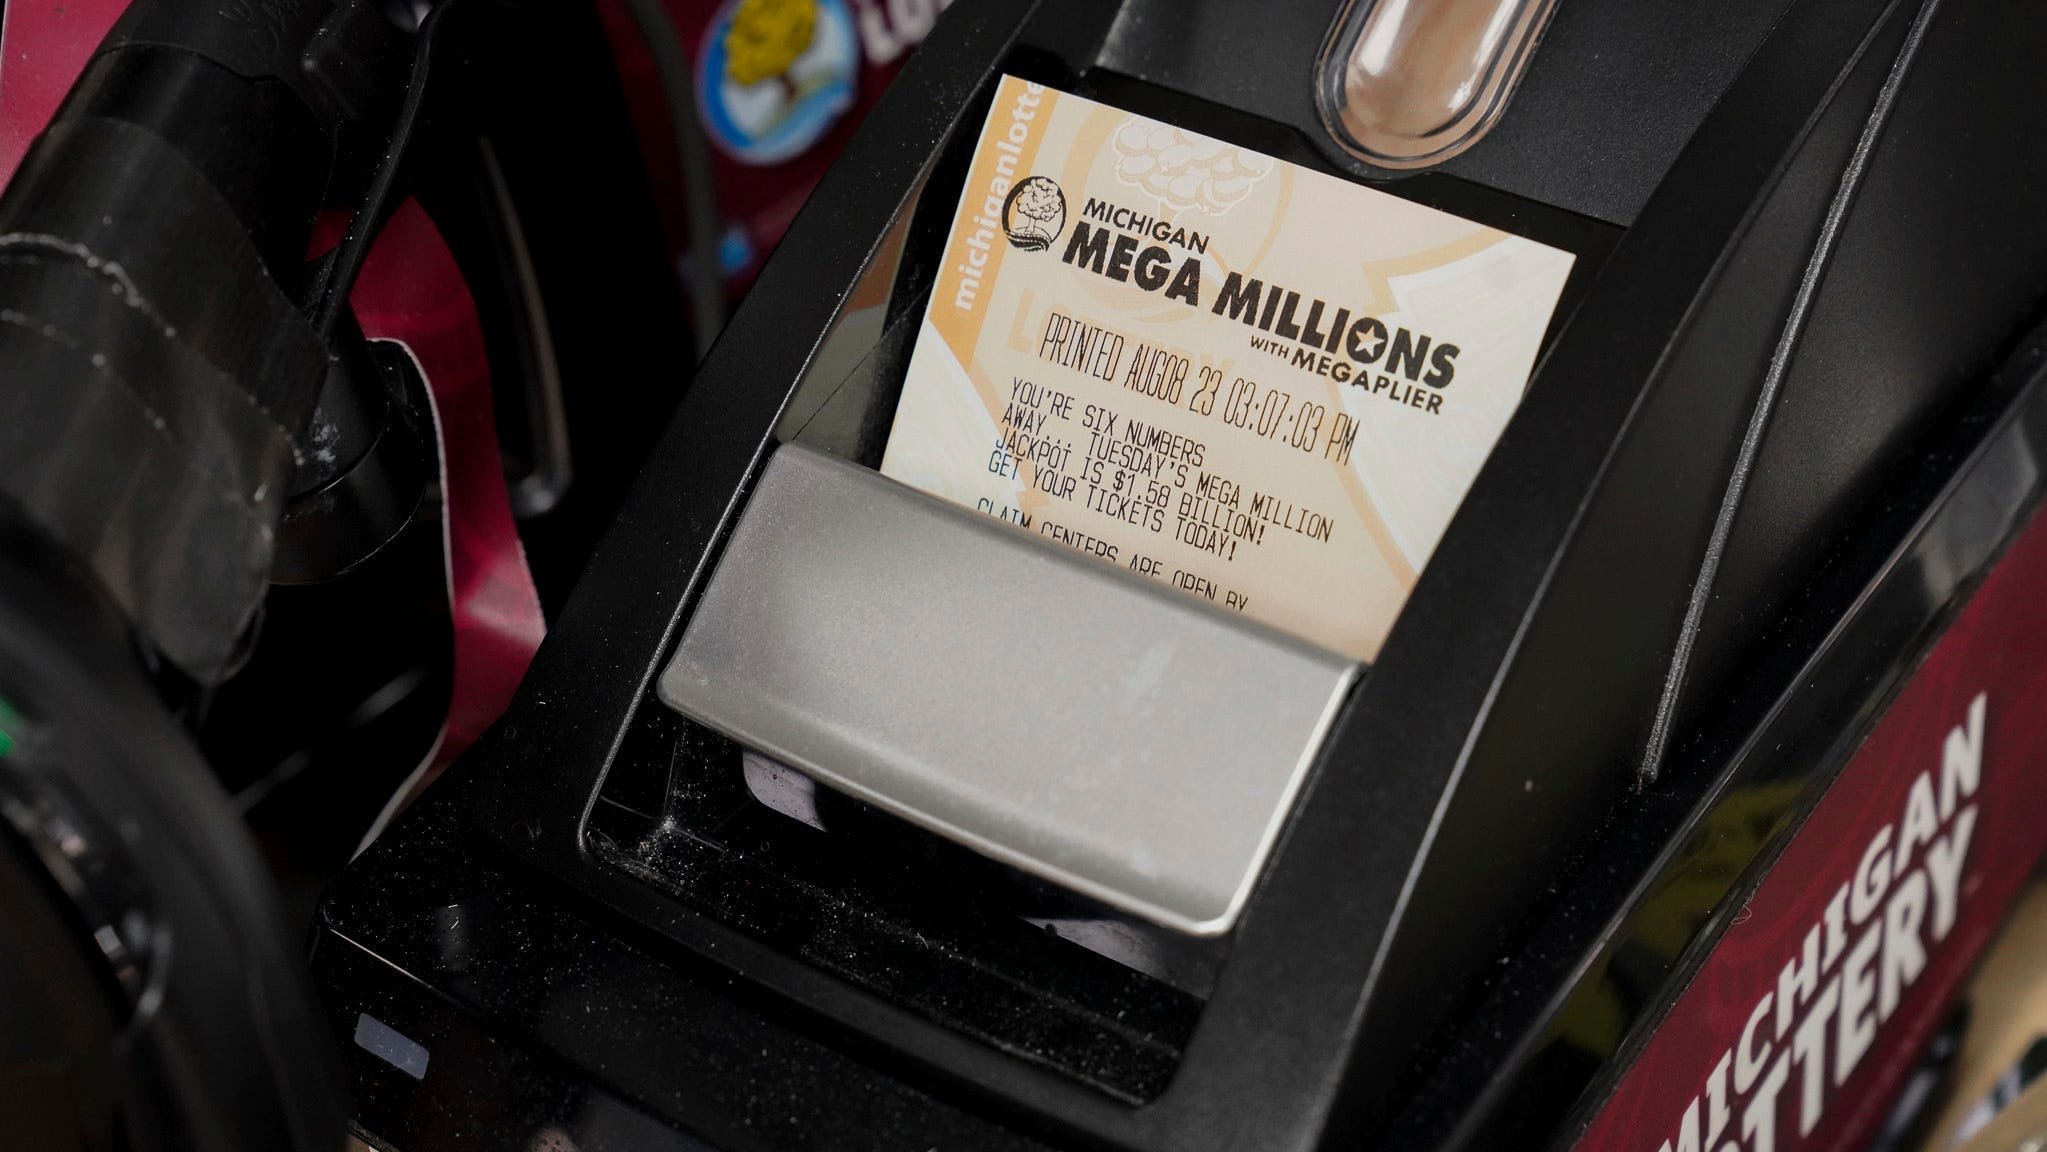 michiganlotte
MICHIGAN
MEGA MILLIONS
WITH MEGAPLIER
PRINTED AUG08 23 03:07:03 PM
YOU'RE SIX NUMBERS
AWAY... TUESDAY'S MEGA MILLION
JACKPOT IS $1.58 BILLION!
GET YOUR TICKETS TODAY!
CLAIM CENTERS ARE OPEN BY
MICHIGAN
LOTTERY